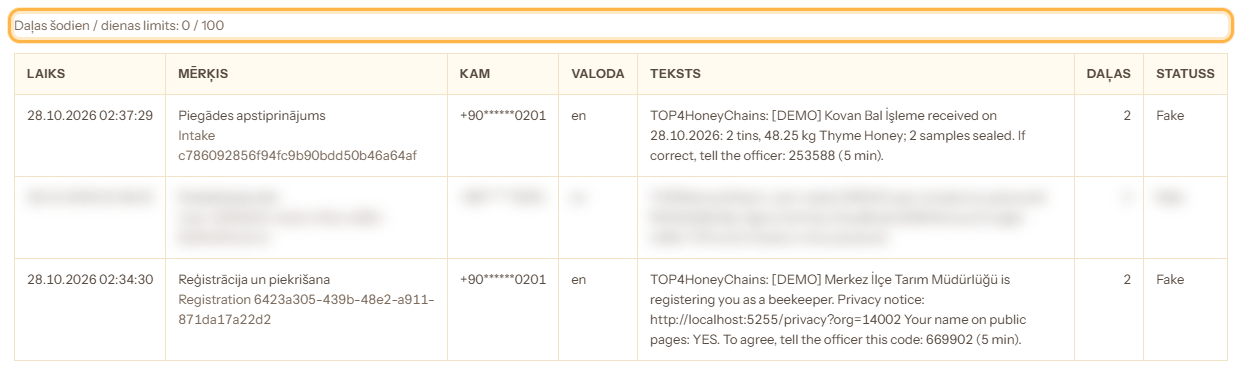 Daļas šodien / dienas limits: 0 / 100
LAIKS MĒRĶIS KAM VALODA TEKSTS DAĻAS STATUSS
28.10.2026 02:37:29 Piegādes apstiprinājums +90******0201 en TOP4HoneyChains: [DEMO] Kovan Bal İşleme received on 2 Fake
Intake 28.10.2026: 2 tins, 48.25 kg Thyme Honey; 2 samples sealed. If
c786092856f94fc9b90bdd50b46a64af correct, tell the officer: 253588 (5 min).
28.10.2026 02:34:30 Reģistrācija un piekrišana +90******0201 en TOP4HoneyChains: [DEMO] Merkez İlçe Tarım Müdürlüğü is 2 Fake
Registration 6423a305-439b-48e2-a911- registering you as a beekeeper. Privacy notice:
871da17a22d2 http://localhost:5255/privacy?org=14002 Your name on public
pages: YES. To agree, tell the officer this code: 669902 (5 min).